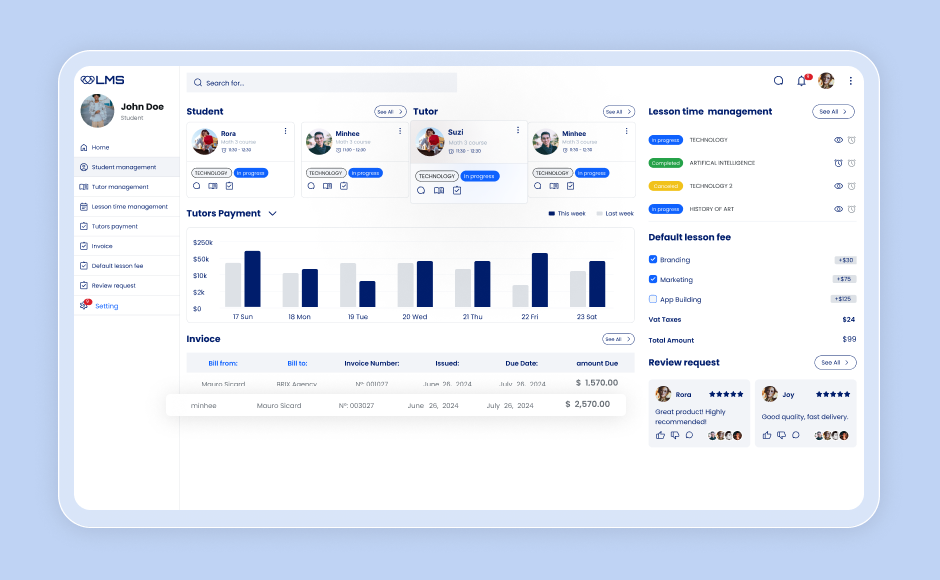 LMS
Search for...
John Doe
Student
Home
Student management
Tutor management
Lesson time management
Tutors payment
Invoice
Default lesson fee
Review request
Setting
Student
See All
Rora
Math 3 course
11:30 - 12:30
TECHNOLOGY
In progress
Minhee
Math 3 course
11:30 - 12:30
TECHNOLOGY
In progress
Tutor
See All
Suzi
Math 3 course
11:30 - 12:30
TECHNOLOGY
In progress
Minhee
Math 3 course
TECHNOLOGY
In progress
Tutors Payment
This week
Last week
$250k
$50k
$10k
$2k
$0
17 Sun
18 Mon
19 Tue
20 Wed
21 Thu
22 Fri
23 Sat
Invioce
See All
Bill from: Bill to: Invoice Number: Issued: Due Date: amount Due
Mauro Sicard BRIX Agency Nº: 001027 June 26, 2024 July 26, 2024 $ 1,570.00
minhee Mauro Sicard Nº: 003027 June 26, 2024 July 26, 2024 $ 2,570.00
Lesson time management
See All
In progress TECHNOLOGY
Completed ARTIFICAL INTELLIGENCE
TECHNOLOGY 2
In progress HISTORY OF ART
Default lesson fee
Branding +$30
Marketing +$75
App Building +$125
Vat Taxes $24
Total Amount $99
Review request
See All
Rora
Great product! Highly
recommended!
Joy
Good quality, fast delivery.